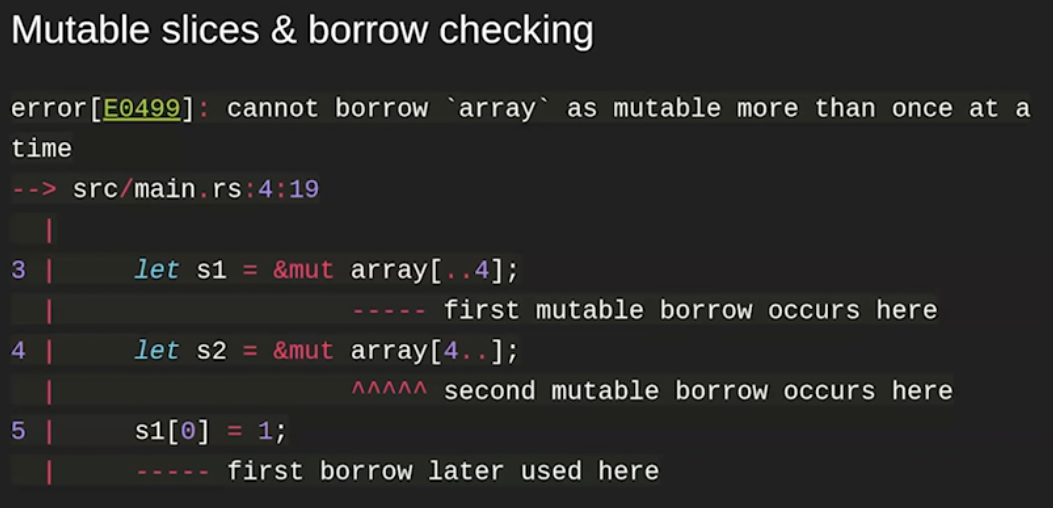 Mutable slices & borrow checking
error[E0499]: cannot borrow `array` as mutable more than once at a
time
--> src/main.rs:4:19
  |
3 |     let s1 = &mut array[..4];
  |                   ----- first mutable borrow occurs here
4 |     let s2 = &mut array[4..];
  |                   ^^^^^ second mutable borrow occurs here
5 |     s1[0] = 1;
  |     ----- first borrow later used here